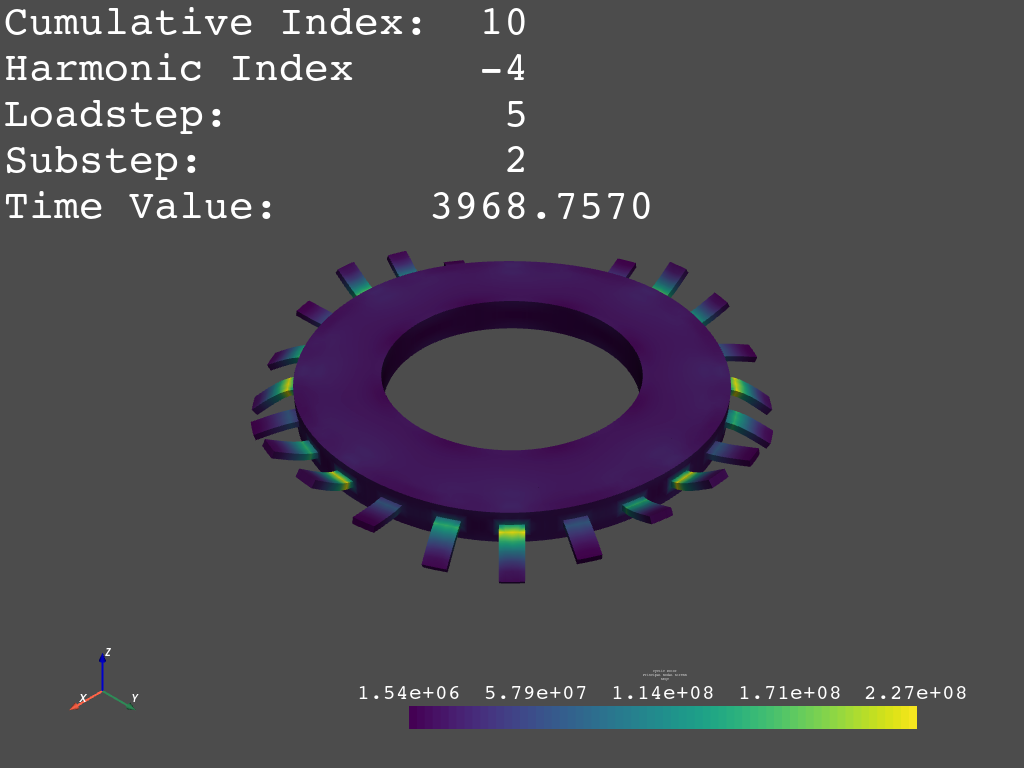 Cumulative Index: 10
Harmonic Index -4
Loadstep: 5
Substep: 2
Time Value: 3968.7570
Z
X Y
1.54e+06 5.79e+07 1.14e+08 1.71e+08 2.27e+08